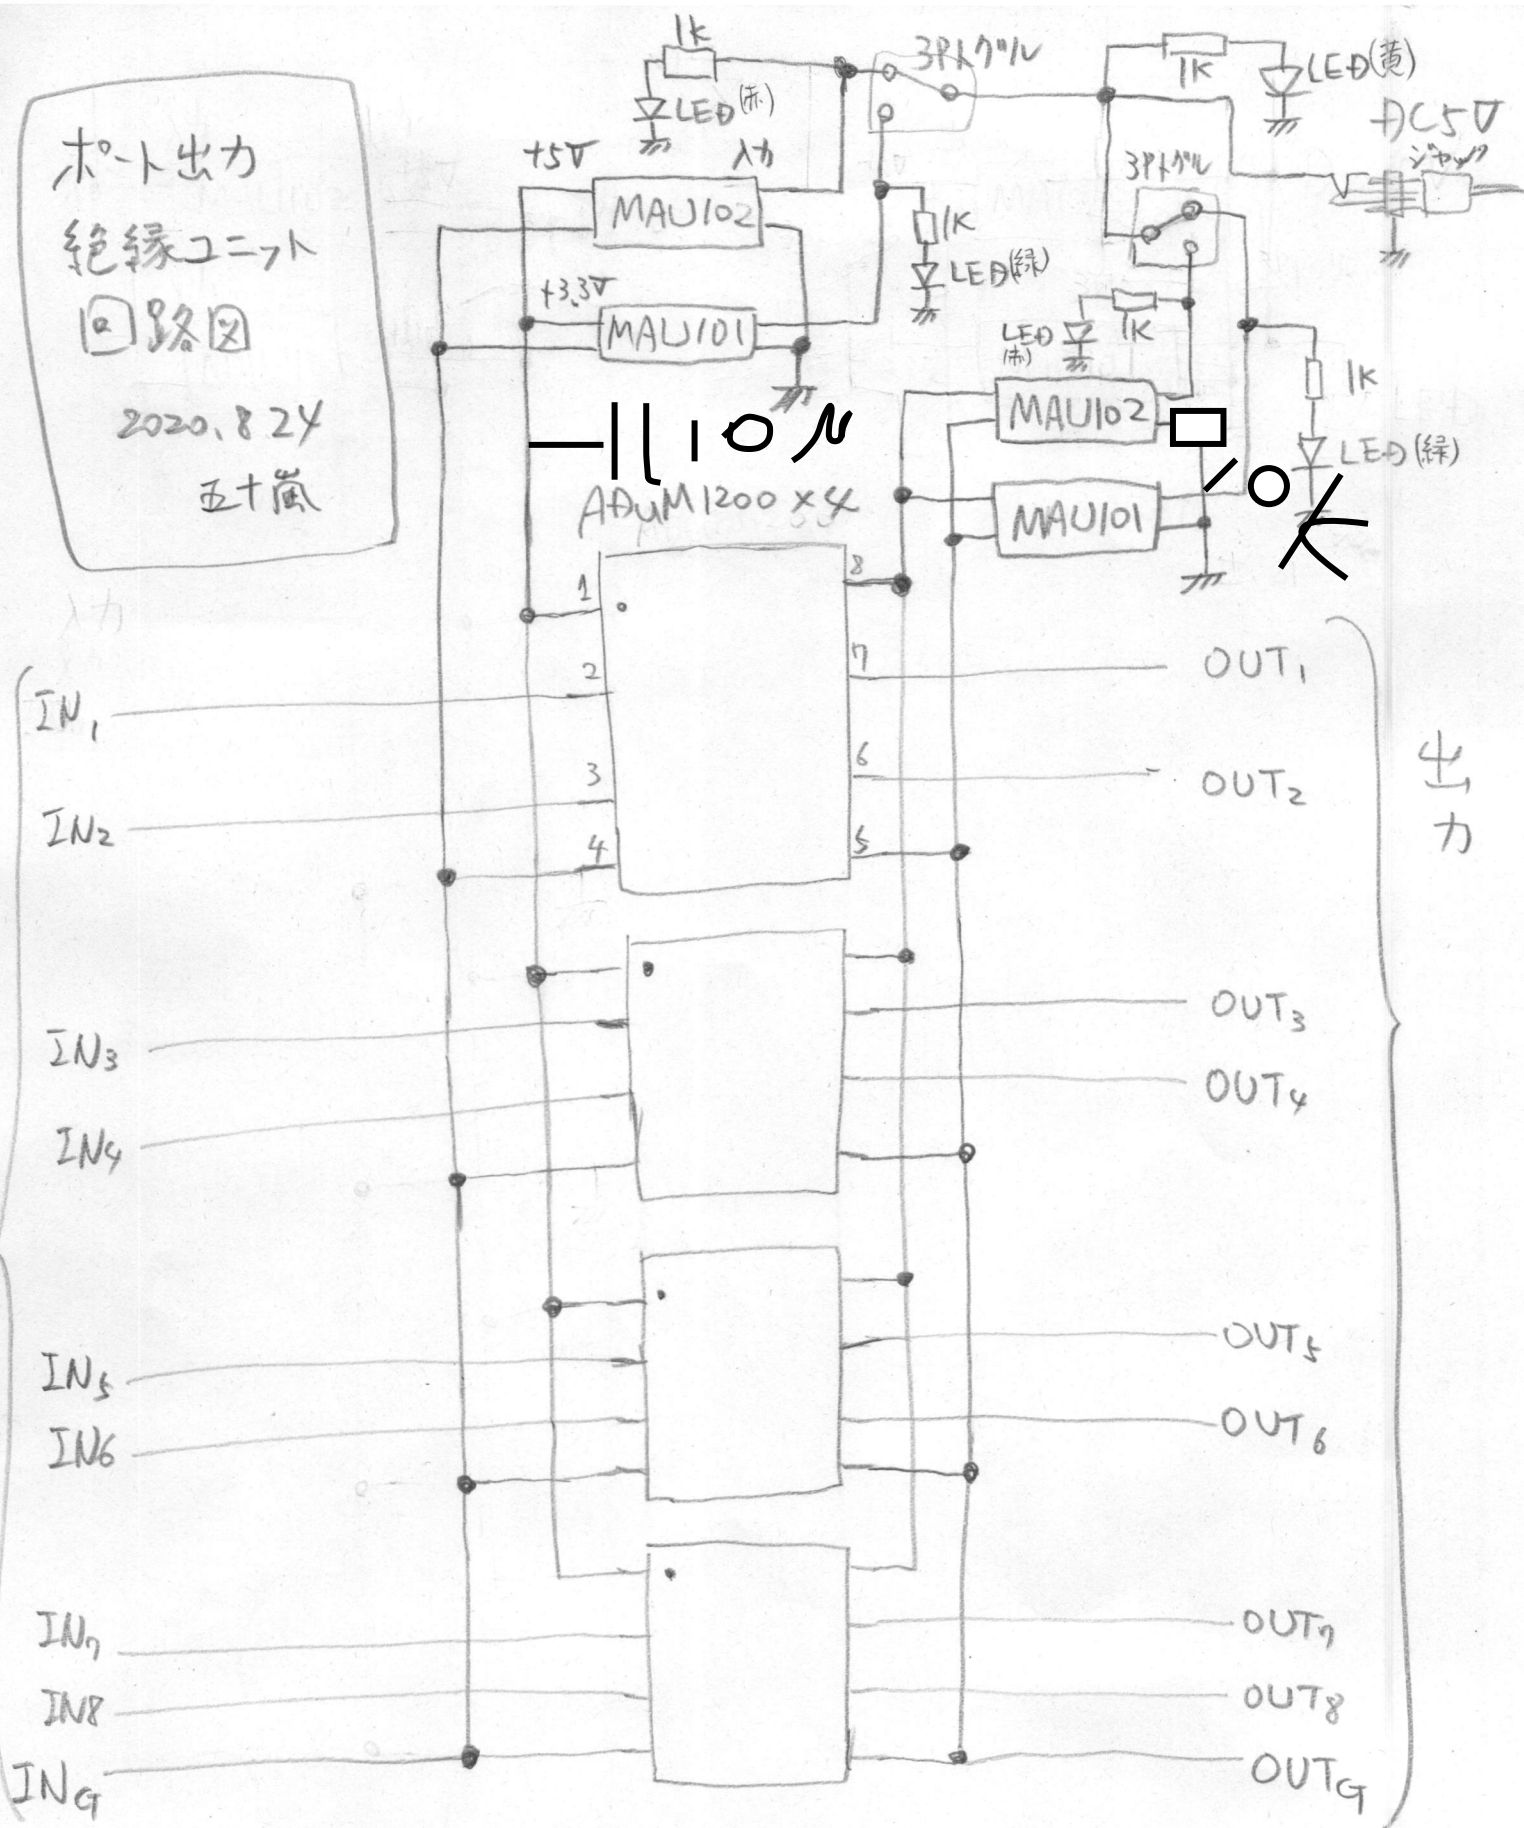 ポート出力
絶縁ユニット
回路図
2020.8.24
五十嵐
1K
LED(赤)
3Pトグル
1K
LED(黄)
DC5V
ジャック
+5V
入力
MAU102
1K
LED(緑)
3Pトグル
+3.3V
MAU101
LED
(赤)
1K
MAU102
1K
LED(緑)
MAU101
10μ
10K
ADuM1200×4
1
2
3
4
8
7
6
5
IN1
IN2
IN3
IN4
IN5
IN6
IN7
IN8
ING
OUT1
OUT2
OUT3
OUT4
OUT5
OUT6
OUT7
OUT8
OUTG
出力